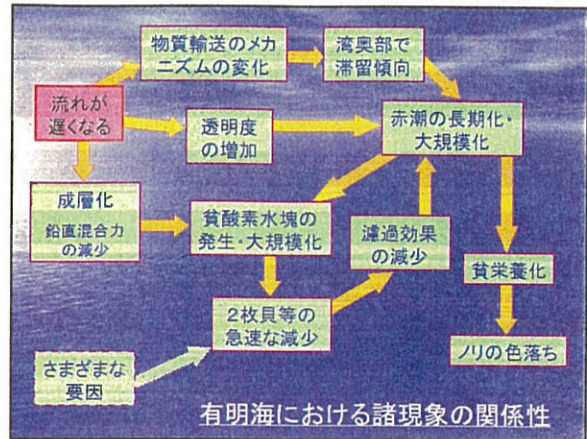 物質輸送のメカ
ニズムの変化
湾奥部で
滞留傾向
流れが
遅くなる
透明度
の増加
赤潮の長期化・
大規模化
成層化
鉛直混合力
の減少
貧酸素水塊の
発生・大規模化
濾過効果
の減少
貧栄養化
2枚貝等の
急速な減少
さまざまな
要因
ノリの色落ち
有明海における諸現象の関係性